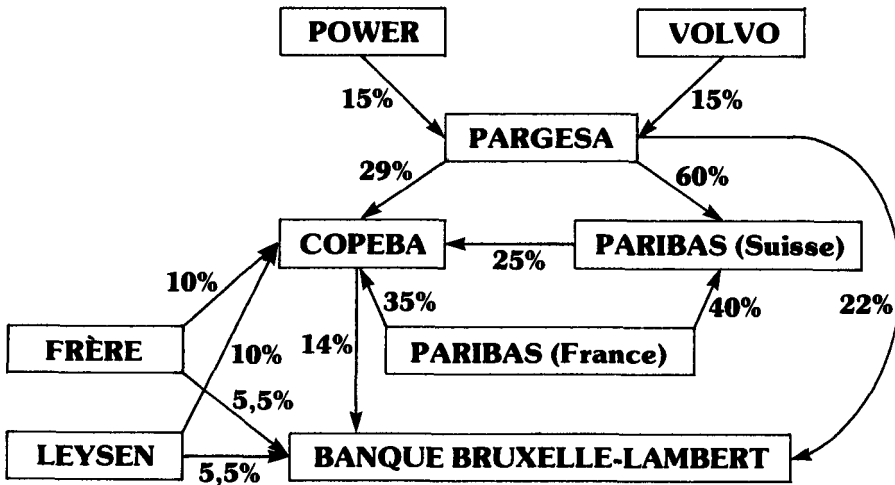 POWER
VOLVO
15%
15%
PARGESA
29%
60%
COPEBA
PARIBAS (Suisse)
25%
10%
35%
40%
22%
FRÈRE
10%
14%
PARIBAS (France)
5,5%
LEYSEN
5,5%
BANQUE BRUXELLE-LAMBERT